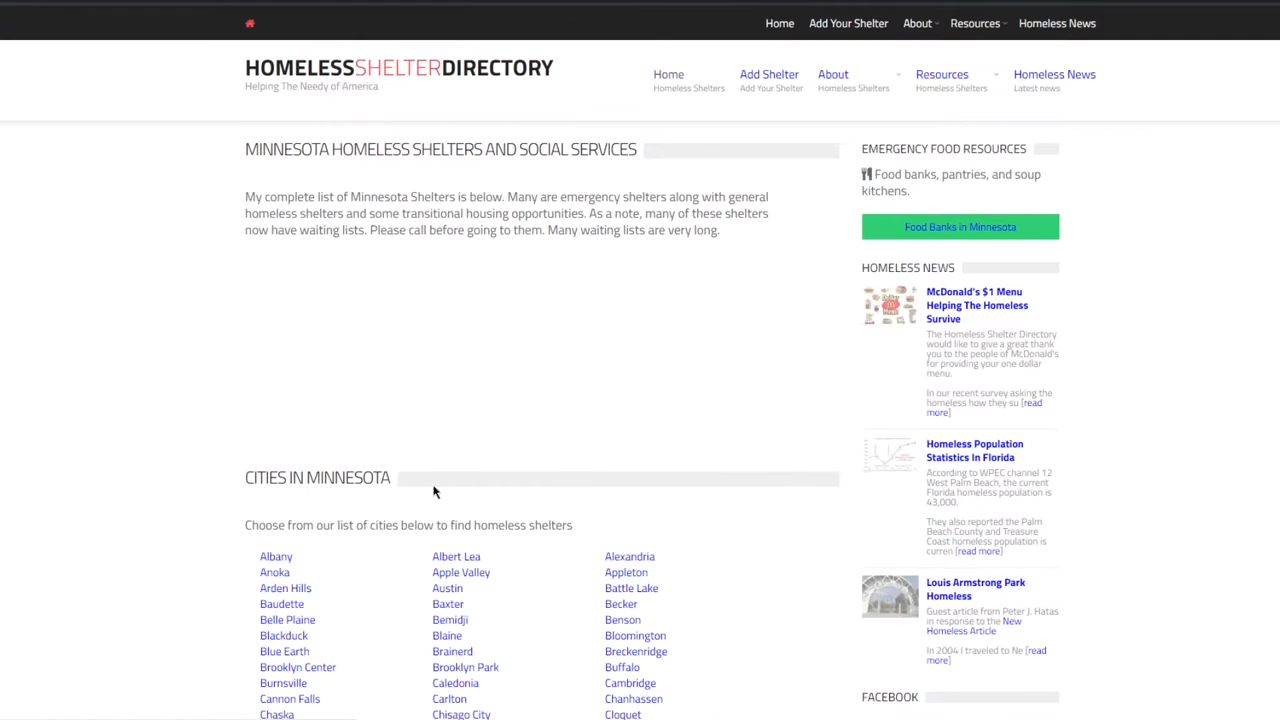 Home Add Your Shelter About Resources Homeless News
HOMELESSSHELTERDIRECTORY
Helping The Needy of America
Home Add Shelter About Resources Homeless News
Homeless Shelters Add Your Shelter Homeless Shelters Homeless Shelters Latest news
MINNESOTA HOMELESS SHELTERS AND SOCIAL SERVICES
My complete list of Minnesota Shelters is below. Many are emergency shelters along with general
homeless shelters and some transitional housing opportunities. As a note, many of these shelters
now have waiting lists. Please call before going to them. Many waiting lists are very long.
CITIES IN MINNESOTA
Choose from our list of cities below to find homeless shelters
Albany Albert Lea Alexandria
Anoka Apple Valley Appleton
Arden Hills Austin Battle Lake
Baudette Baxter Becker
Belle Plaine Bemidji Benson
Blackduck Blaine Bloomington
Blue Earth Brainerd Breckenridge
Brooklyn Center Brooklyn Park Buffalo
Burnsville Caledonia Cambridge
Cannon Falls Carlton Chanhassen
Chaska Chisago City Cloquet
EMERGENCY FOOD RESOURCES
Food banks, pantries, and soup
kitchens.
Food Banks in Minnesota
HOMELESS NEWS
McDonald's $1 Menu
Helping The Homeless
Survive
The Homeless Shelter Directory
would like to give a great thank
you to the people of McDonald's
for providing your one dollar
menu.
In our recent survey asking the
homeless how they su [read
more]
Homeless Population
Statistics In Florida
According to WPEC channel 12
West Palm Beach, the current
Florida homeless population is
43,000.
They also reported the Palm
Beach County and Treasure
Coast homeless population is
curren [read more]
Louis Armstrong Park
Homeless
Guest article from Peter J. Hatas
in response to the New
Homeless Article
In 2004 I traveled to Ne [read
more]
FACEBOOK